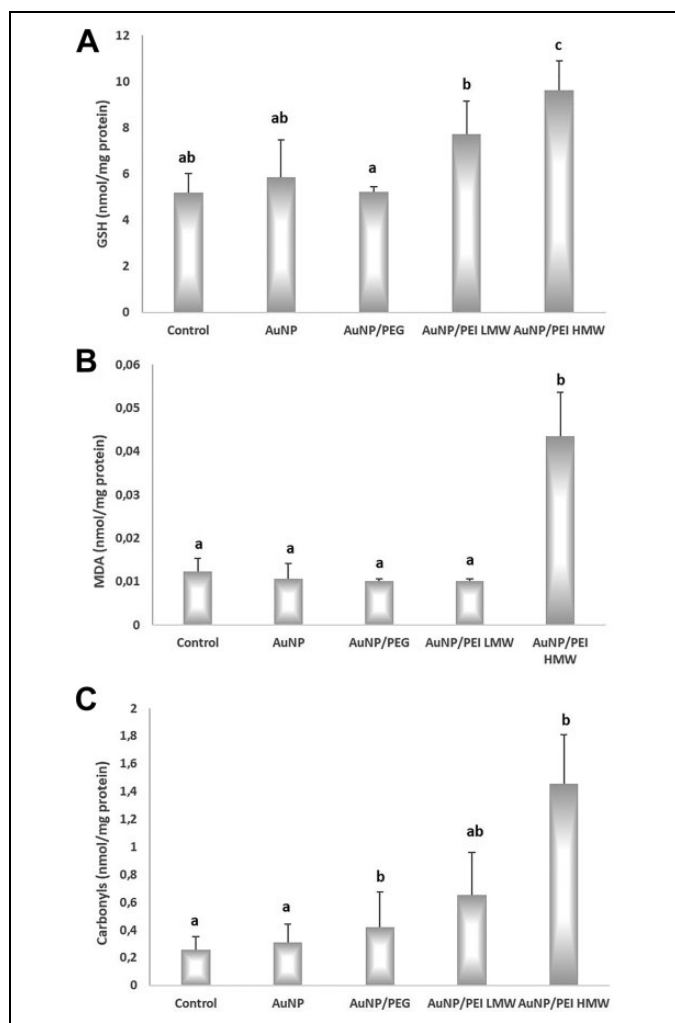 A
GSH (nmol/mg protein)
12
10
8
6
4
2
0
ab
ab
a
b
c
Control AuNP AuNP/PEG AuNP/PEI LMW AuNP/PEI HMW
B
MDA (nmol/mg protein)
0,06
0,05
0,04
0,03
0,02
0,01
0
a
a
a
a
b
Control AuNP AuNP/PEG AuNP/PEI LMW AuNP/PEI
HMW
C
Carbonyls (nmol/mg protein)
2
1,8
1,6
1,4
1,2
1
0,8
0,6
0,4
0,2
0
a
a
b
ab
b
Control AuNP AuNP/PEG AuNP/PEI LMW AuNP/PEI HMW